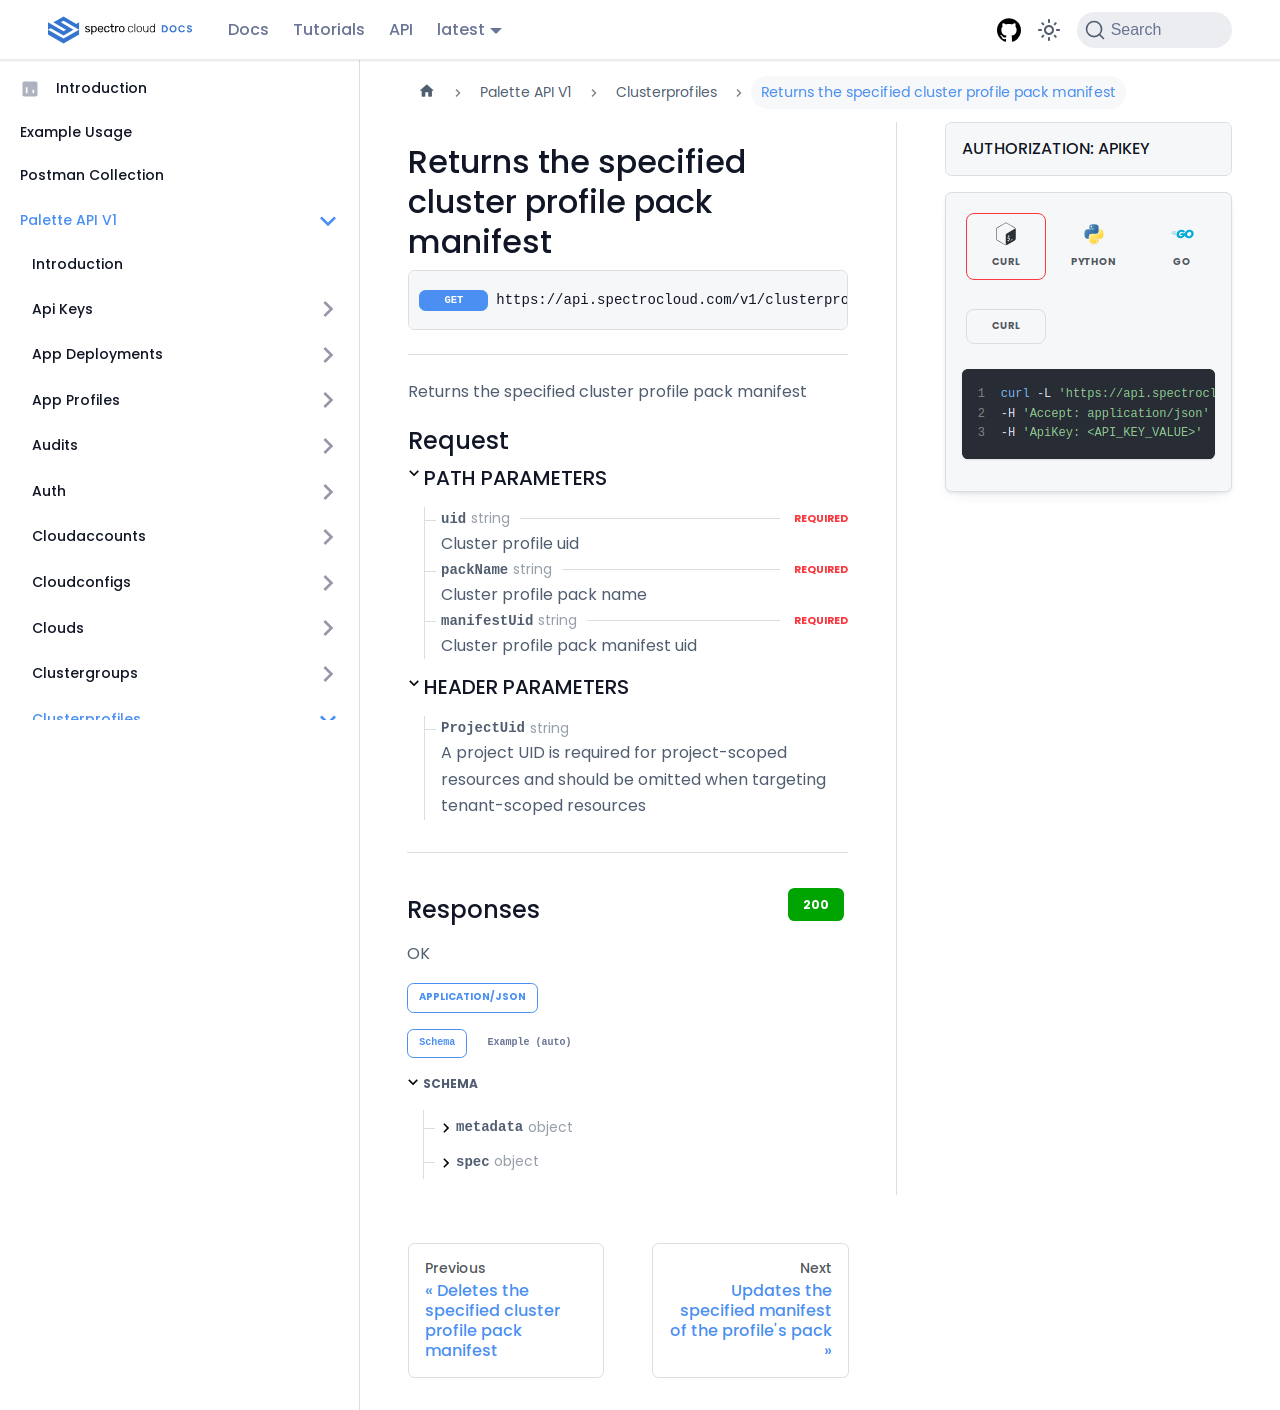 spectro cloud DOCS Docs Tutorials API latest Search
Introduction
Example Usage
Postman Collection
Palette API V1
Introduction
Api Keys
App Deployments
App Profiles
Audits
Auth
Cloudaccounts
Cloudconfigs
Clouds
Clustergroups
Clusterprofiles
Palette API V1 Clusterprofiles Returns the specified cluster profile pack manifest
Returns the specified
cluster profile pack
manifest
GET https://api.spectrocloud.com/v1/clusterpro
Returns the specified cluster profile pack manifest
Request
PATH PARAMETERS
uid string REQUIRED
Cluster profile uid
packName string REQUIRED
Cluster profile pack name
manifestUid string REQUIRED
Cluster profile pack manifest uid
HEADER PARAMETERS
ProjectUid string
A project UID is required for project-scoped
resources and should be omitted when targeting
tenant-scoped resources
Responses 200
OK
APPLICATION/JSON
Schema Example (auto)
SCHEMA
metadata object
spec object
Previous
« Deletes the
specified cluster
profile pack
manifest
Next
Updates the
specified manifest
of the profile's pack
»
AUTHORIZATION: APIKEY
CURL PYTHON GO
CURL
1 curl -L 'https://api.spectrocl
2 -H 'Accept: application/json'
3 -H 'ApiKey: <API_KEY_VALUE>'